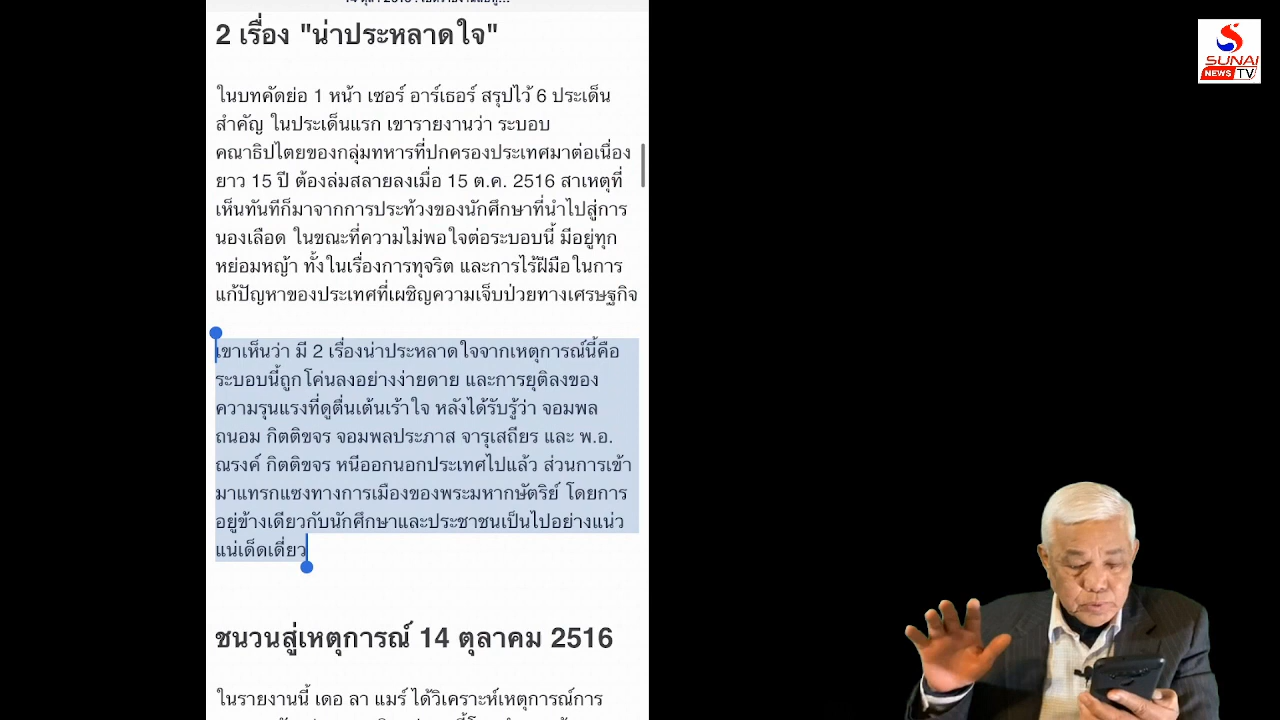 2 เรื่อง "น่าประหลาดใจ"
ในบทคัดย่อ 1 หน้า เซอร์ อาร์เธอร์ สรุปไว้ 6 ประเด็น
สำคัญ ในประเด็นแรก เขารายงานว่า ระบอบ
คณาธิปไตยของกลุ่มทหารที่ปกครองประเทศมาต่อเนื่อง
ยาว 15 ปี ต้องล่มสลายลงเมื่อ 15 ต.ค. 2516 สาเหตุที่
เห็นทันทีก็มาจากการประท้วงของนักศึกษาที่นำไปสู่การ
นองเลือด ในขณะที่ความไม่พอใจต่อระบอบนี้ มีอยู่ทุก
หย่อมหญ้า ทั้งในเรื่องการทุจริต และการไร้ฝีมือในการ
แก้ปัญหาของประเทศที่เผชิญความเจ็บป่วยทางเศรษฐกิจ
เขาเห็นว่า มี 2 เรื่องน่าประหลาดใจจากเหตุการณ์นี้คือ
ระบอบนี้ถูกโค่นลงอย่างง่ายดาย และการยุติลงของ
ความรุนแรงที่ดูตื่นเต้นเร้าใจ หลังได้รับรู้ว่า จอมพล
ถนอม กิตติขจร จอมพลประภาส จารุเสถียร และ พ.อ.
ณรงค์ กิตติขจร หนีออกนอกประเทศไปแล้ว ส่วนการเข้า
มาแทรกแซงทางการเมืองของพระมหากษัตริย์ โดยการ
อยู่ข้างเดียวกับนักศึกษาและประชาชนเป็นไปอย่างแน่ว
แน่เด็ดเดี่ยว
ชนวนสู่เหตุการณ์ 14 ตุลาคม 2516
ในรายงานนี้ เดอ ลา แมร์ ได้วิเคราะห์เหตุการณ์การ
SUNAI
NEWS TV